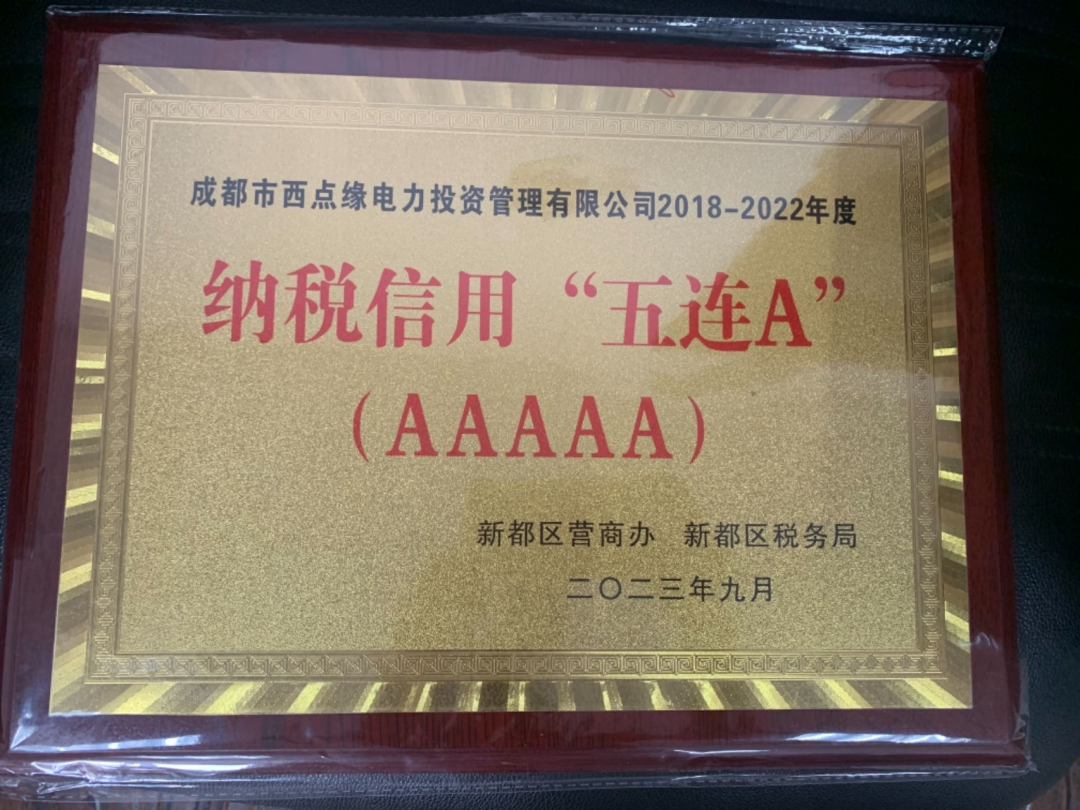 成都市西点缘电力投资管理有限公司2018-2022年度
纳税信用“五连A”
(AAAAA)
新都区营商办 新都区税务局
二〇二三年九月